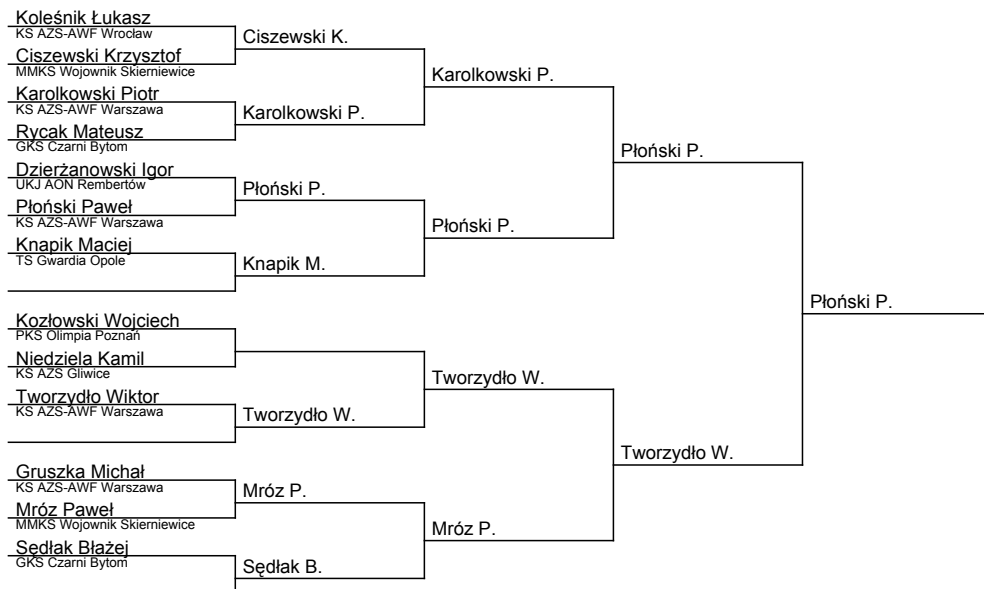 Koleśnik Łukasz
KS AZS-AWF Wrocław
Ciszewski K.
Ciszewski Krzysztof
MMKS Wojownik Skierniewice
Karolkowski P.
Karolkowski Piotr
KS AZS-AWF Warszawa
Karolkowski P.
Rycak Mateusz
GKS Czarni Bytom
Płoński P.
Dzierżanowski Igor
UKJ AON Rembertów
Płoński P.
Płoński Paweł
KS AZS-AWF Warszawa
Płoński P.
Knapik Maciej
TS Gwardia Opole
Knapik M.
Płoński P.
Kozłowski Wojciech
PKS Olimpia Poznań
Niedziela Kamil
KS AZS Gliwice
Tworzydło W.
Tworzydło Wiktor
KS AZS-AWF Warszawa
Tworzydło W.
Tworzydło W.
Gruszka Michał
KS AZS-AWF Warszawa
Mróz P.
Mróz Paweł
MMKS Wojownik Skierniewice
Mróz P.
Sędłak Błażej
GKS Czarni Bytom
Sędłak B.